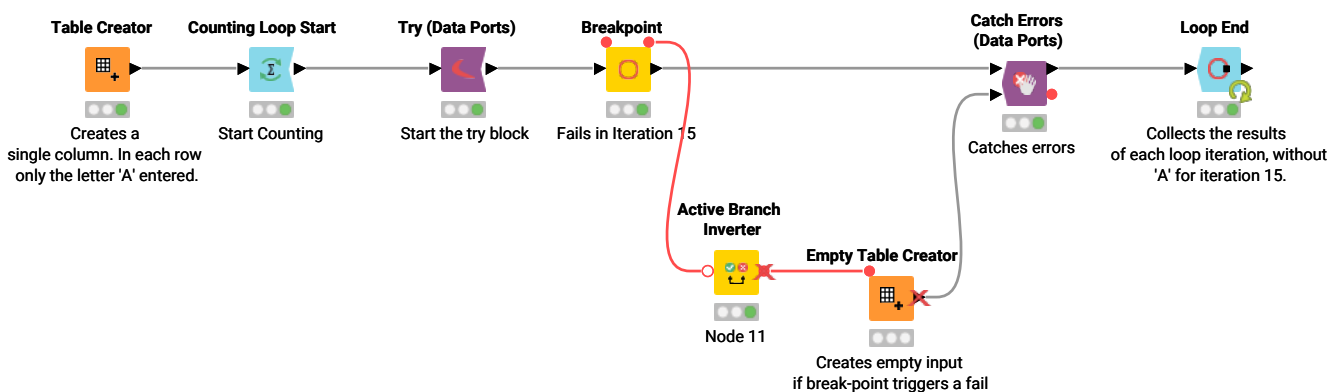 Table Creator
Creates a
single column. In each row
only the letter 'A' entered.
Counting Loop Start
Start Counting
Try (Data Ports)
Start the try block
Breakpoint
Fails in Iteration 15
Catch Errors
(Data Ports)
Catches errors
Loop End
Collects the results
of each loop iteration, without
'A' for iteration 15.
Active Branch
Inverter
Node 11
Empty Table Creator
Creates empty input
if break-point triggers a fail